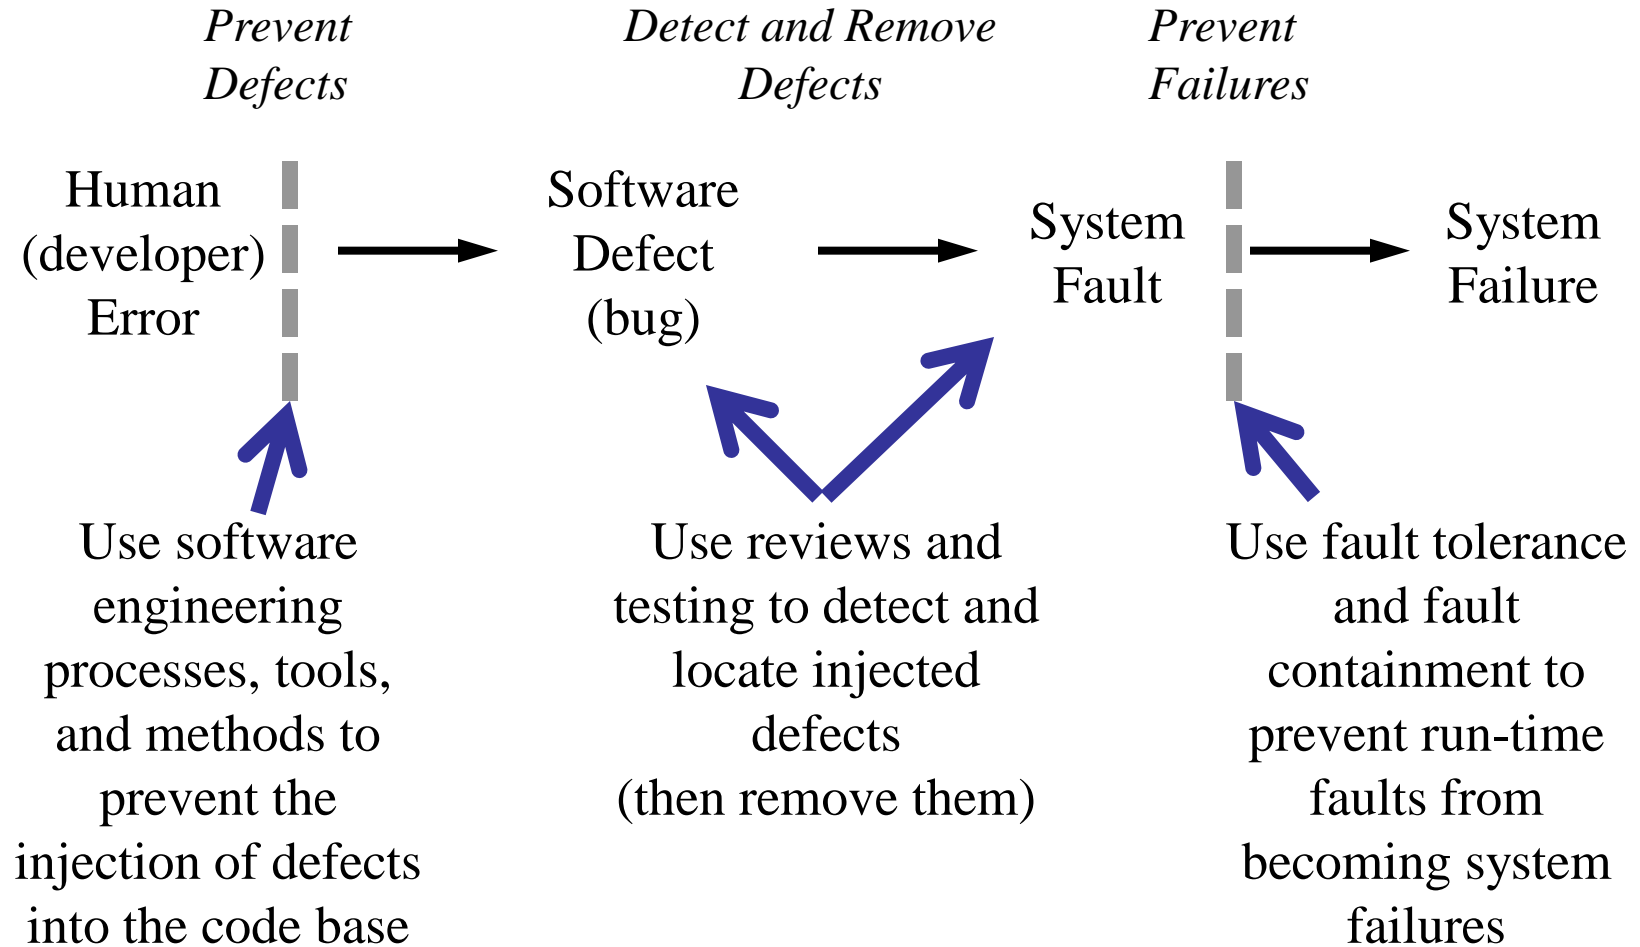 Prevent
Defects
Detect and Remove
Defects
Prevent
Failures
Human
(developer)
Error
Software
Defect
(bug)
System
Fault
System
Failure
Use software
engineering
processes, tools,
and methods to
prevent the
injection of defects
into the code base
Use reviews and
testing to detect and
locate injected
defects
(then remove them)
Use fault tolerance
and fault
containment to
prevent run-time
faults from
becoming system
failures